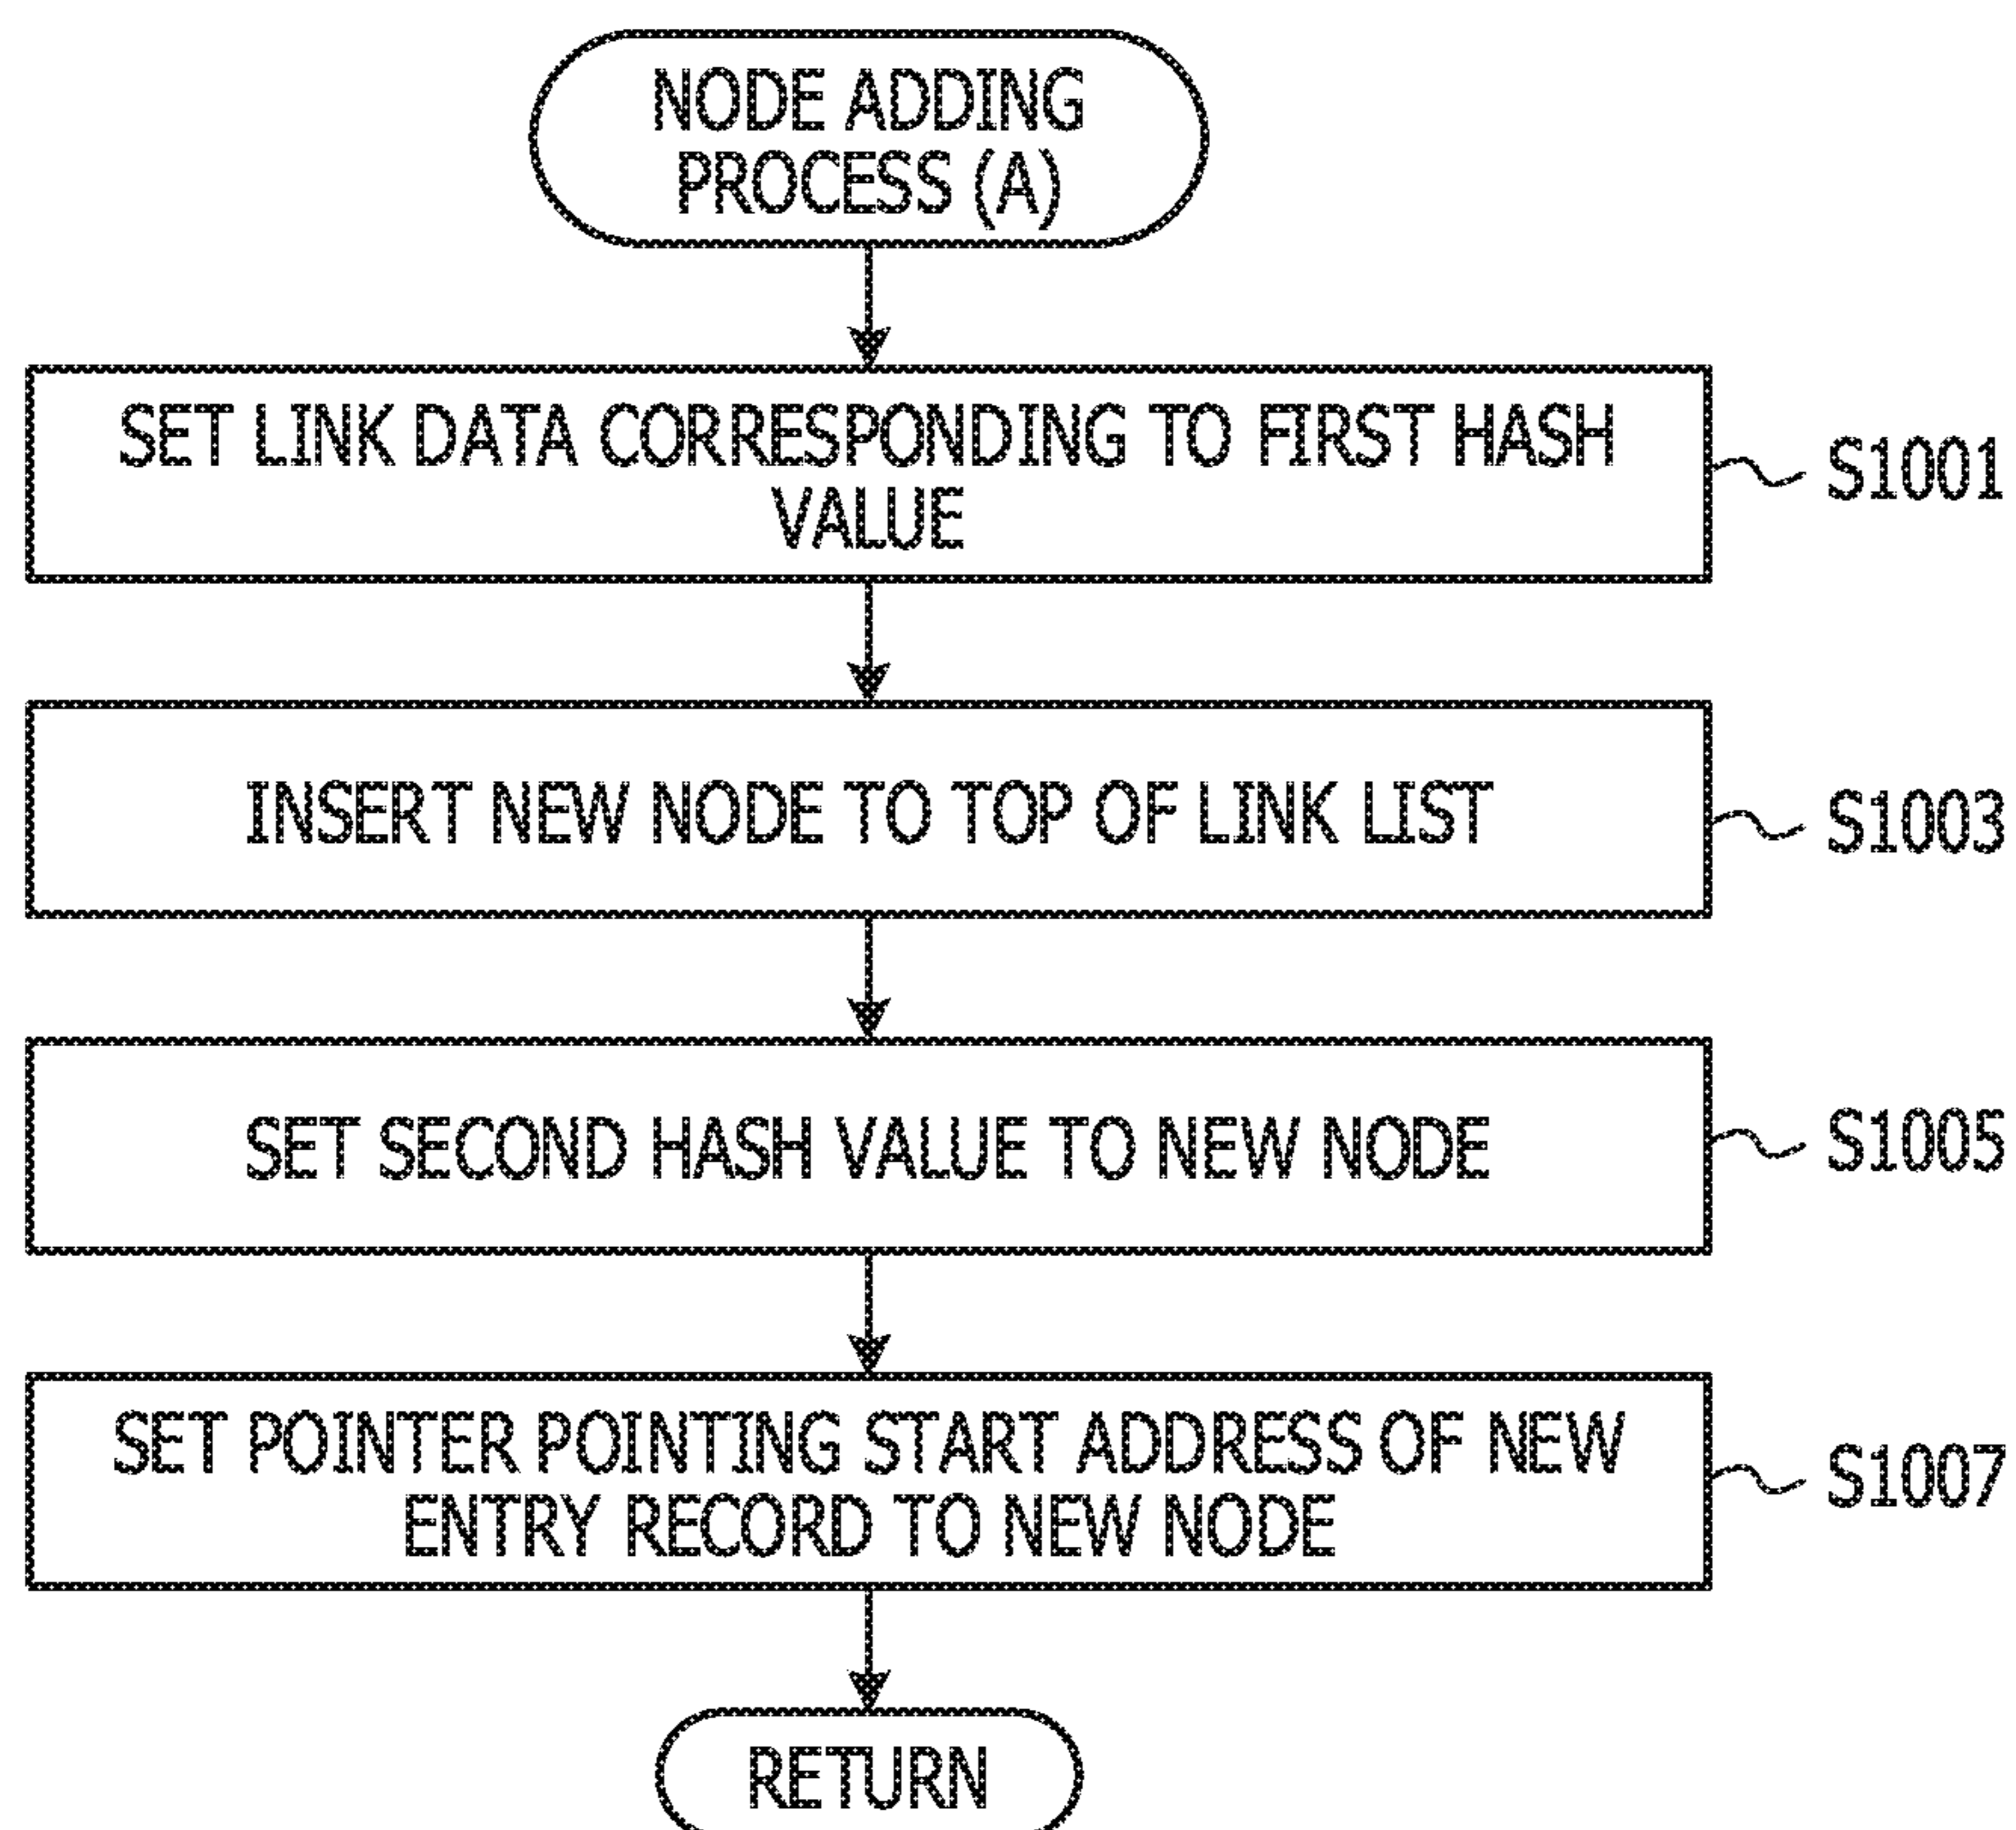 NODE ADDING
PROCESS (A)
SET LINK DATA CORRESPONDING TO FIRST HASH
VALUE
S1001
INSERT NEW NODE TO TOP OF LINK LIST
S1003
SET SECOND HASH VALUE TO NEW NODE
S1005
SET POINTER POINTING START ADDRESS OF NEW
ENTRY RECORD TO NEW NODE
S1007
RETURN